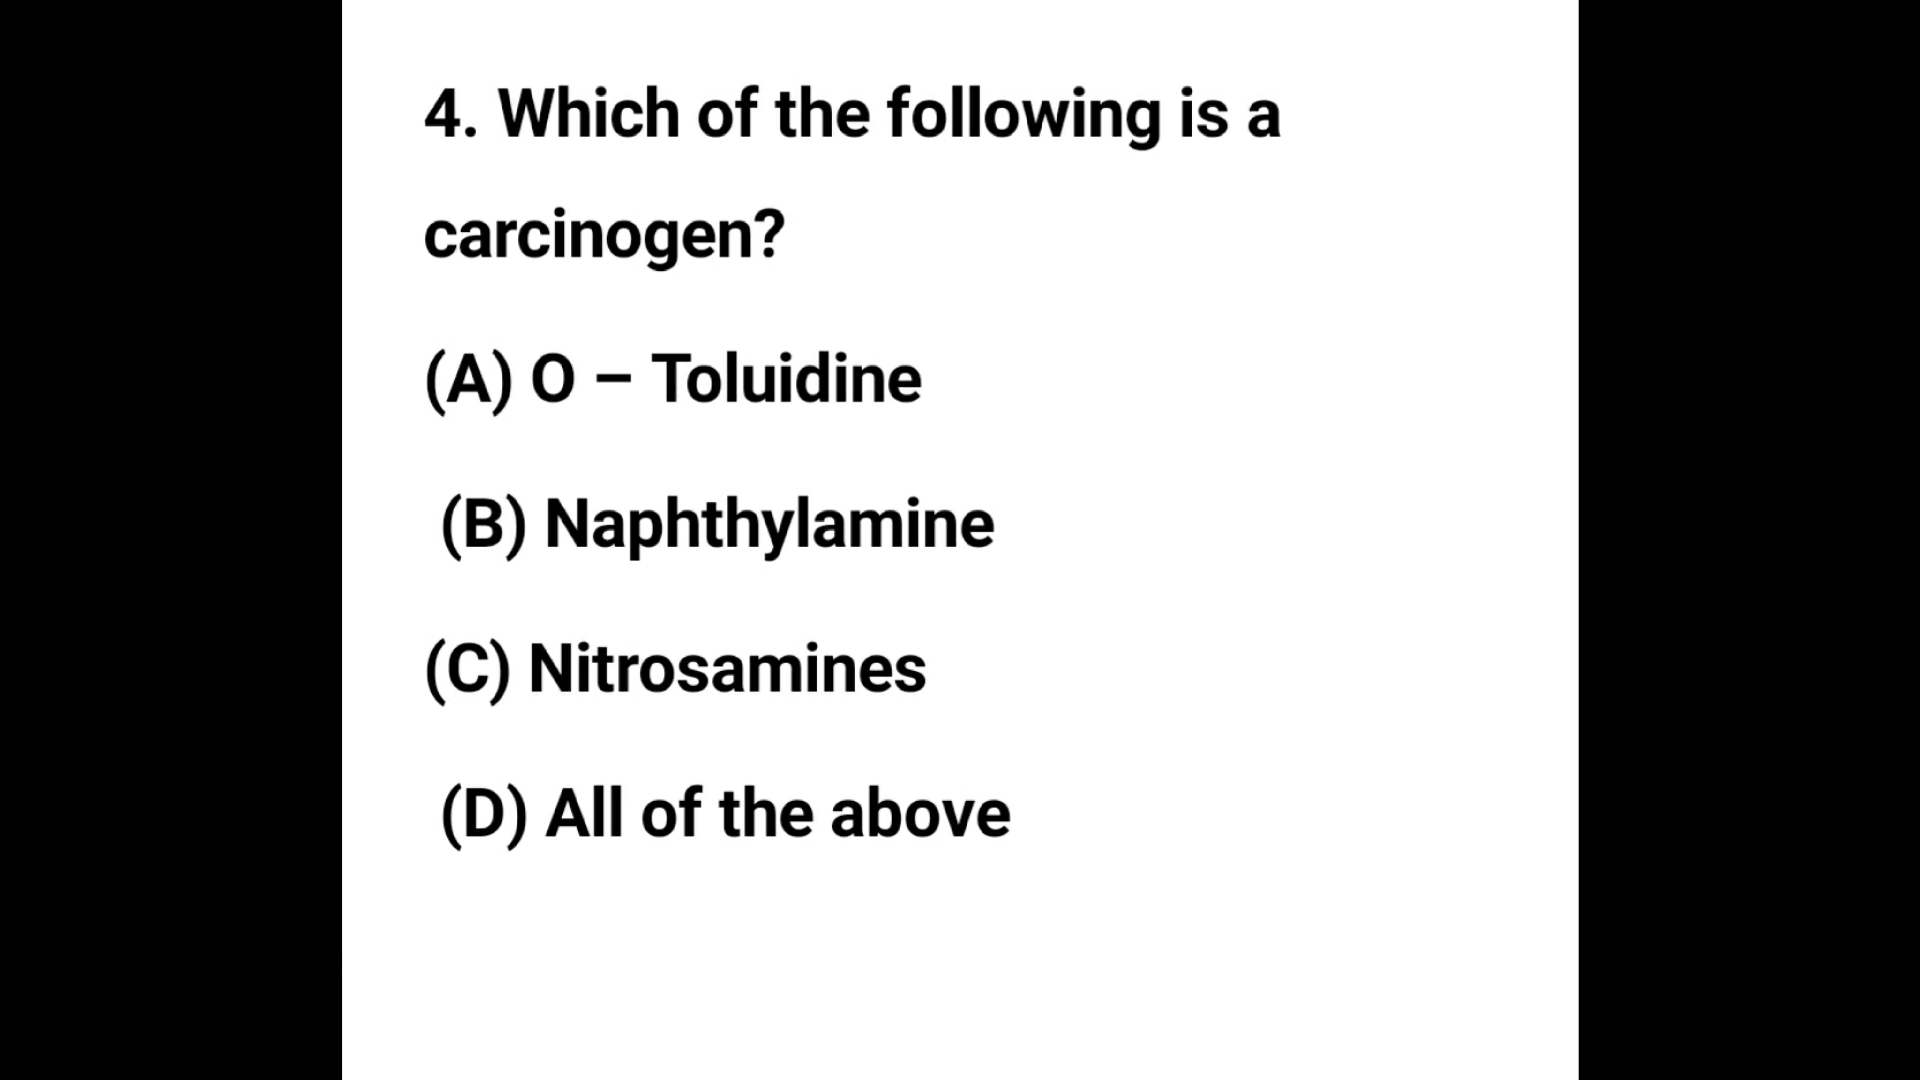 4. Which of the following is a
carcinogen?
(A) O – Toluidine
(B) Naphthylamine
(C) Nitrosamines
(D) All of the above